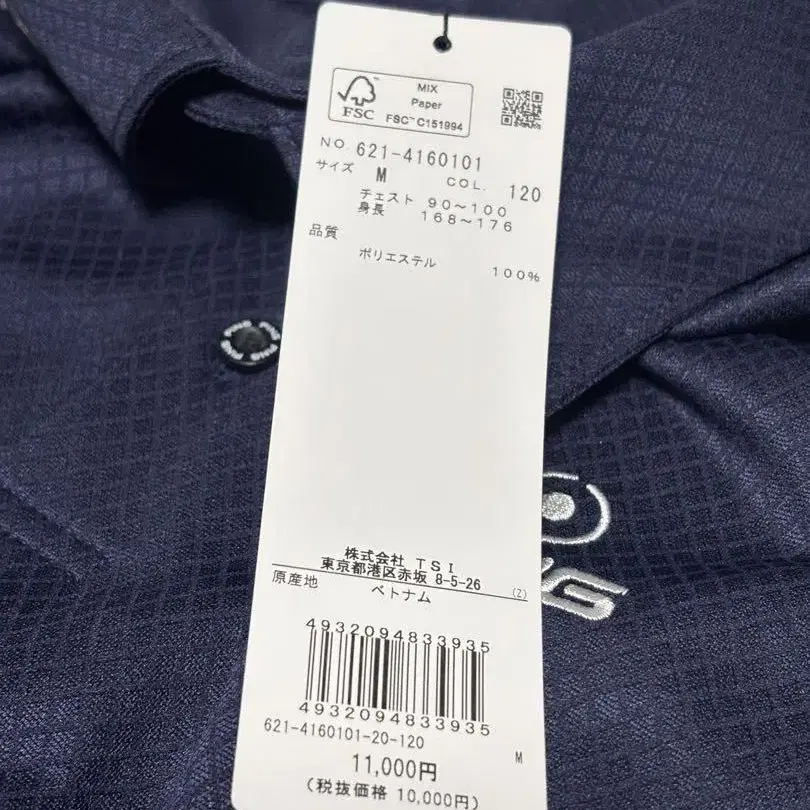 FSC
MIX
Paper
FSC™ C151994
NO. 621-4160101
サイズ M COL. 120
チェスト 90～100
身長 168～176
品質
ポリエステル 100%
株式会社 TSI
東京都港区赤坂 8-5-26 (Z)
原産地 ベトナム
4932094833935
4932094833935
621-4160101-20-120
M
11,000円
(税抜価格 10,000円)